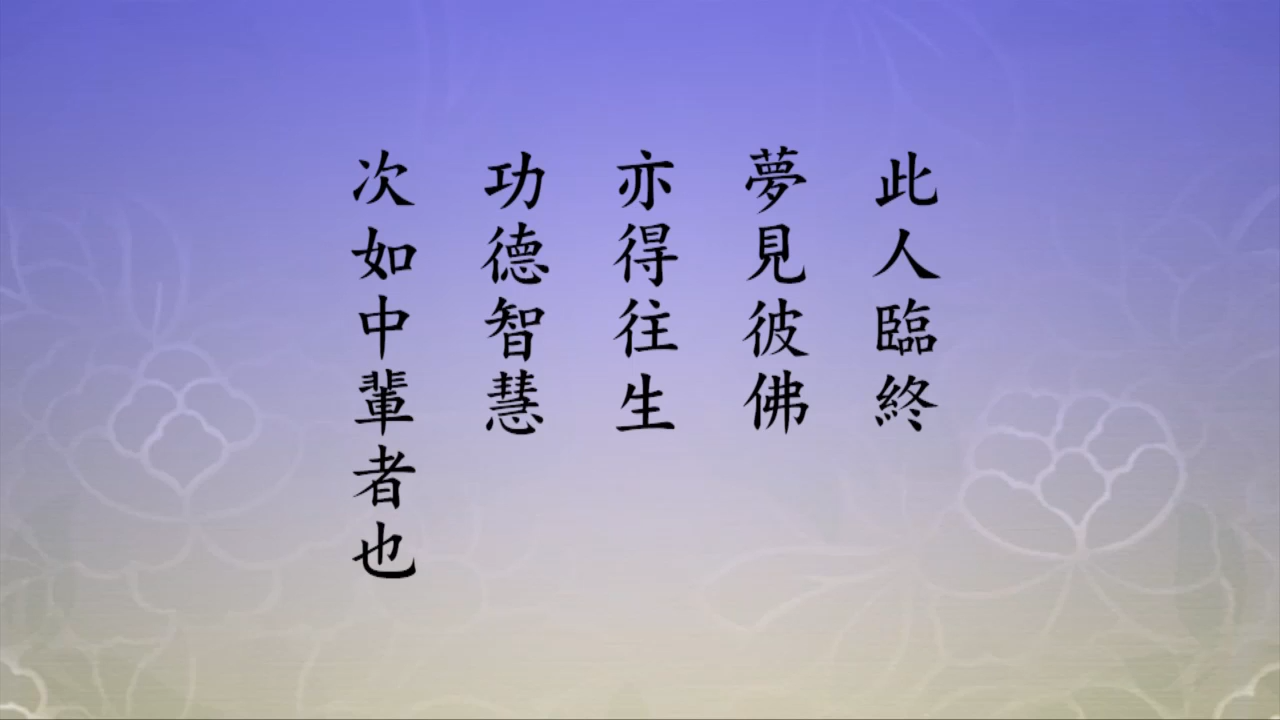 此人臨終
夢見彼佛
亦得往生
功德智慧
次如中輩者也